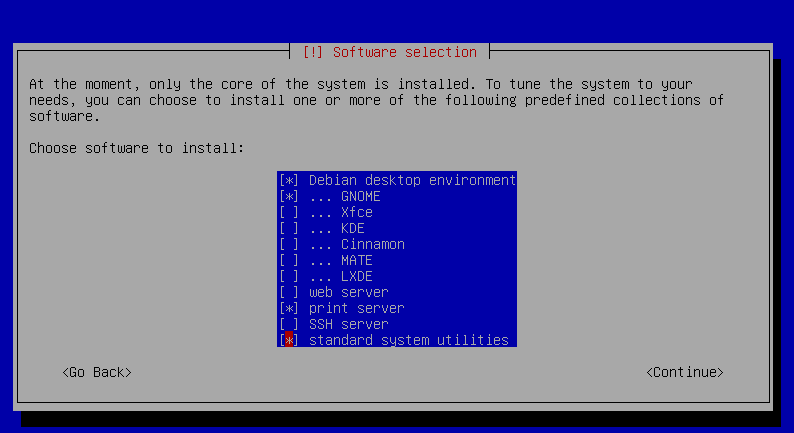 [!] Software selection
At the moment, only the core of the system is installed. To tune the system to your
needs, you can choose to install one or more of the following predefined collections of
software.
Choose software to install:
[*] Debian desktop environment
[*] ... GNOME
[ ] ... Xfce
[ ] ... KDE
[ ] ... Cinnamon
[ ] ... MATE
[ ] ... LXDE
[ ] web server
[*] print server
[ ] SSH server
[*] standard system utilities
<Go Back> <Continue>